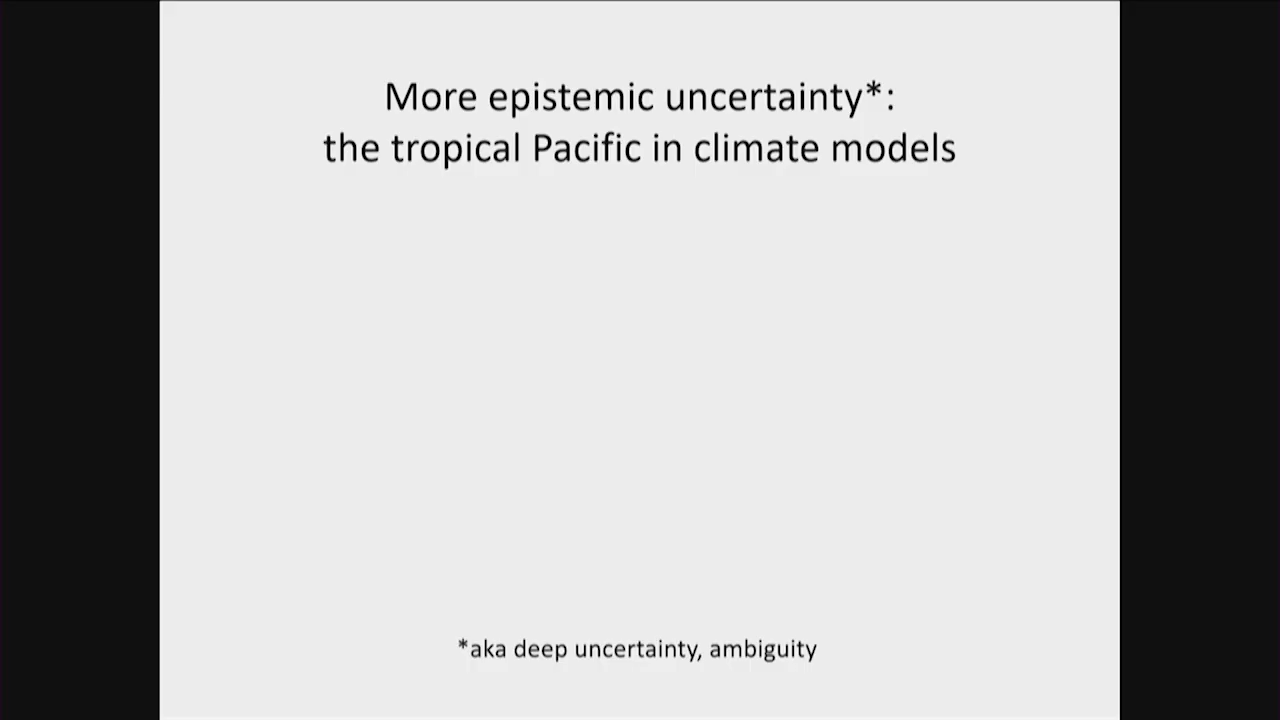 More epistemic uncertainty*:
the tropical Pacific in climate models
*aka deep uncertainty, ambiguity